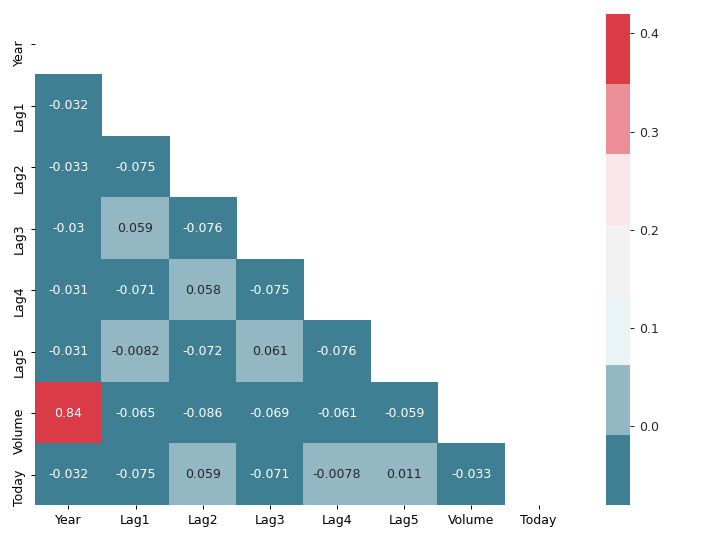 Year
Lag1 -0.032
Lag2 -0.033 -0.075
Lag3 -0.03 0.059 -0.076
Lag4 -0.031 -0.071 0.058 -0.075
Lag5 -0.031 -0.0082 -0.072 0.061 -0.076
Volume 0.84 -0.065 -0.086 -0.069 -0.061 -0.059
Today -0.032 -0.075 0.059 -0.071 -0.0078 0.011 -0.033
Year Lag1 Lag2 Lag3 Lag4 Lag5 Volume Today
0.4
0.3
0.2
0.1
0.0